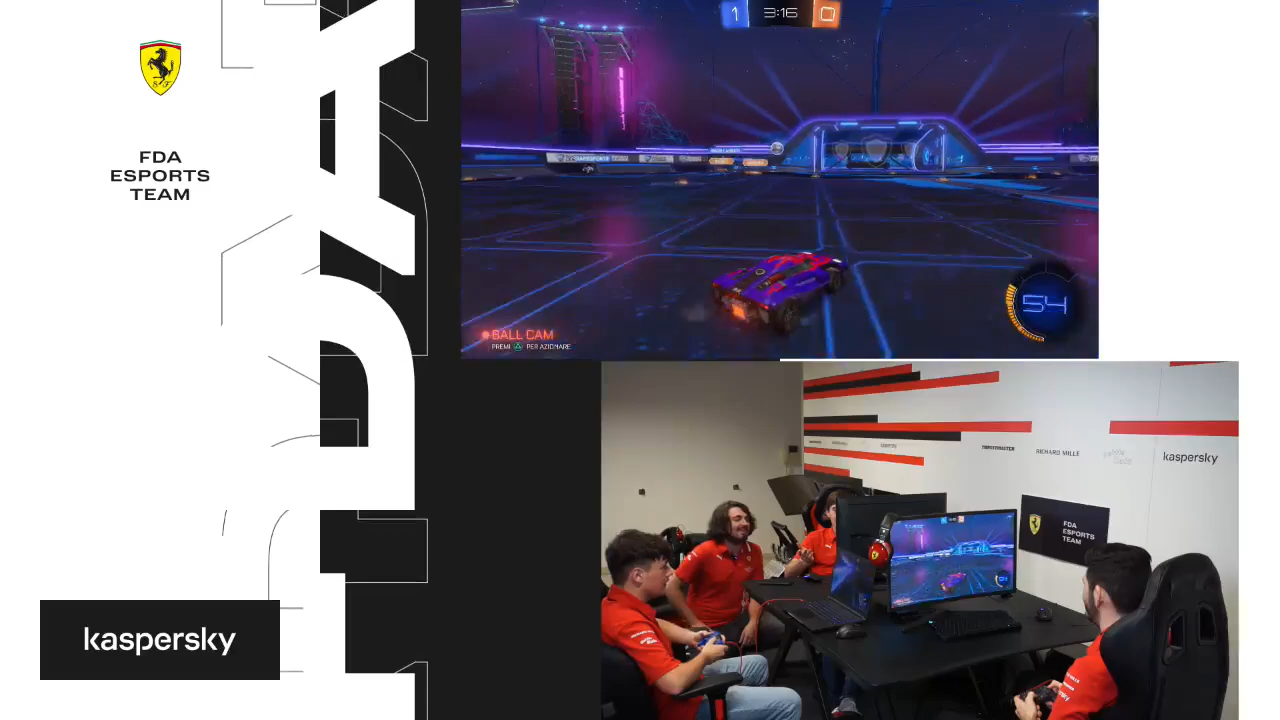 FDA
ESPORTS
TEAM
kaspersky
1 3:16 0
54
BALL CAM
PREMI PER AZIONARE
THRUSTMASTER
RICHARD MILLE
kaspersky
FDA
ESPORTS
TEAM